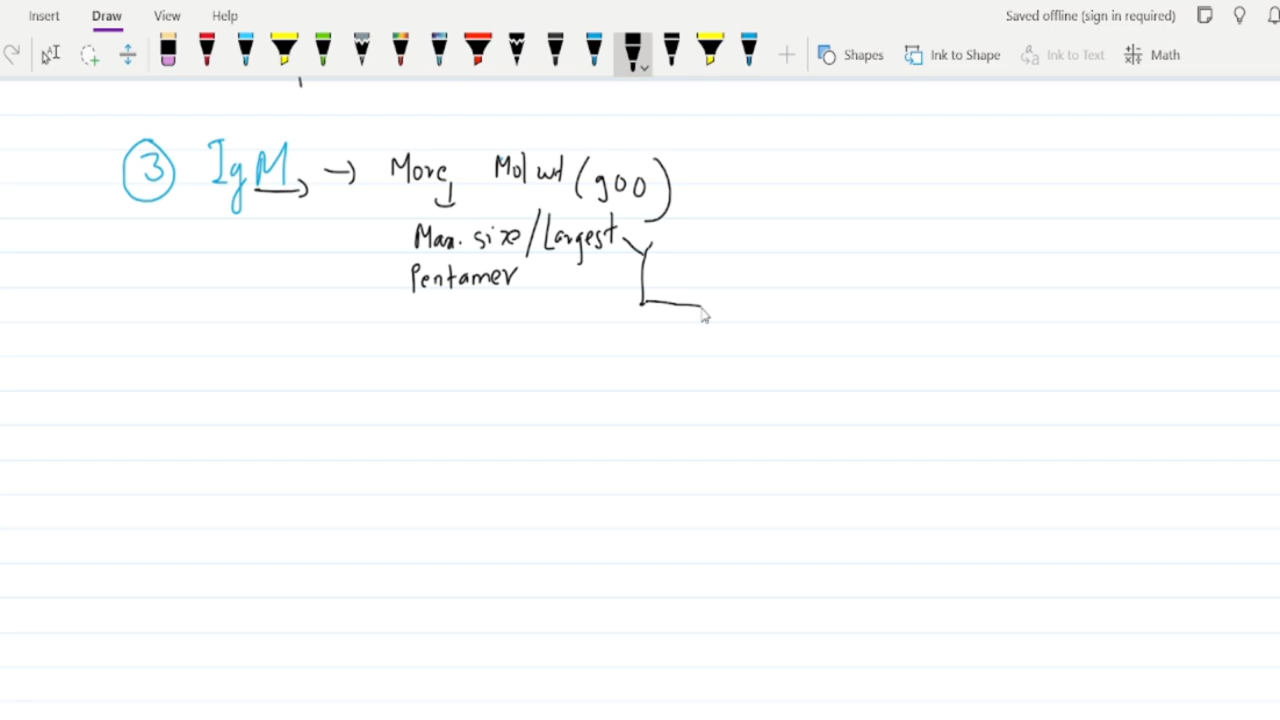 Insert Draw View Help Saved offline (sign in required)
Shapes Ink to Shape Ink to Text Math
3 IgM → More Mol wt (900)
Max. size/Largest
Pentamer